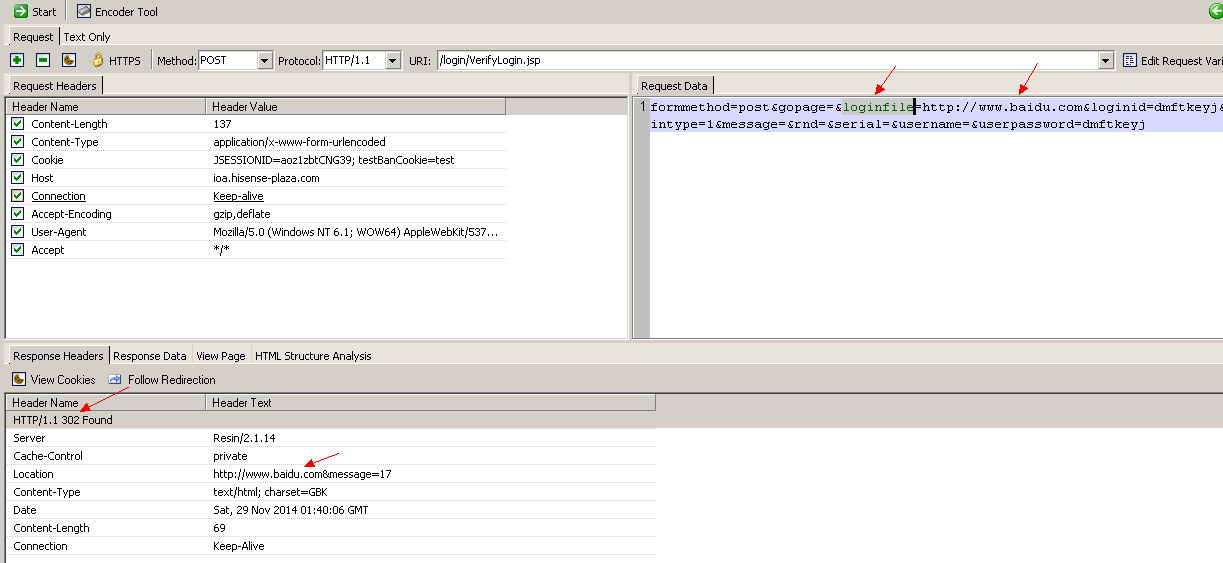 Start Encoder Tool
Request Text Only
HTTPS Method: POST Protocol: HTTP/1.1 URI: /login/VerifyLogin.jsp Edit Request Vari
Request Headers
Header Name Header Value
Content-Length 137
Content-Type application/x-www-form-urlencoded
Cookie JSESSIONID=aoz1zbtCNG39; testBanCookie=test
Host ioa.hisense-plaza.com
Connection Keep-alive
Accept-Encoding gzip,deflate
User-Agent Mozilla/5.0 (Windows NT 6.1; WOW64) AppleWebKit/537...
Accept */*
Request Data
1 formmethod=post&gopage=&loginfile=http://www.baidu.com&loginid=dmftkeyj&
intype=1&message=&rnd=&serial=&username=&userpassword=dmftkeyj
Response Headers Response Data View Page HTML Structure Analysis
View Cookies Follow Redirection
Header Name Header Text
HTTP/1.1 302 Found
Server Resin/2.1.14
Cache-Control private
Location http://www.baidu.com&message=17
Content-Type text/html; charset=GBK
Date Sat, 29 Nov 2014 01:40:06 GMT
Content-Length 69
Connection Keep-Alive